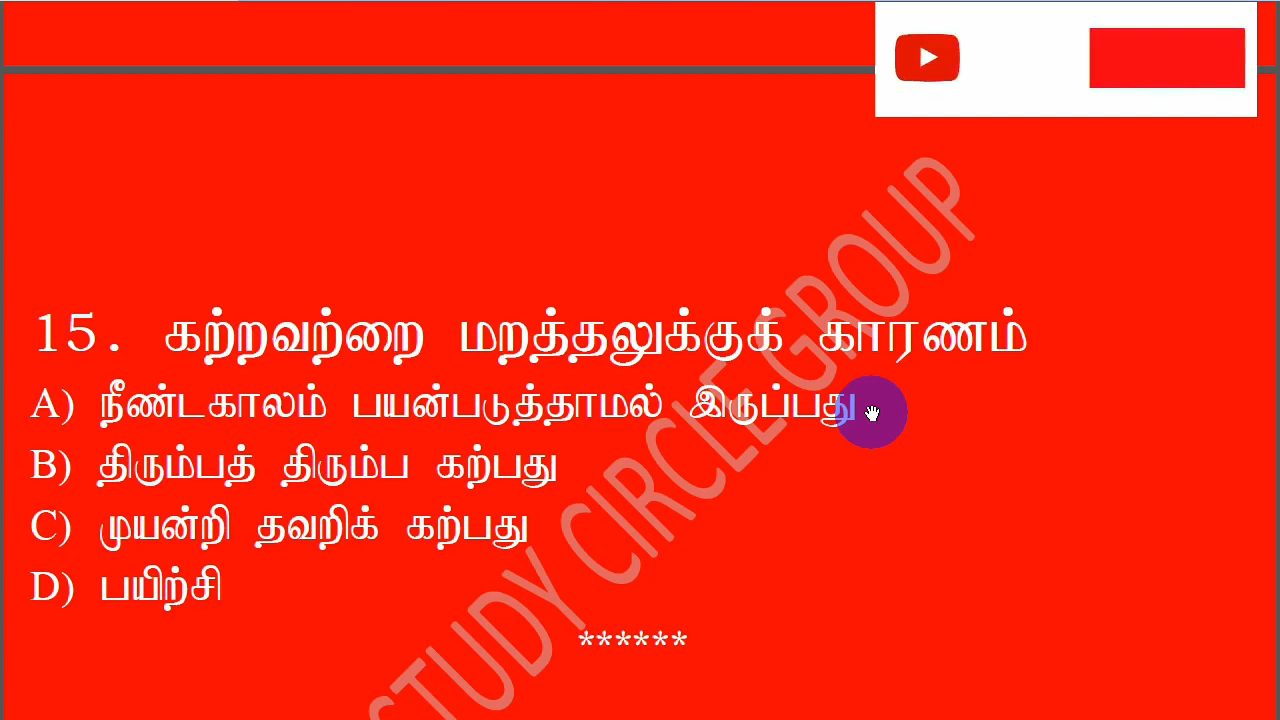 15. கற்றவற்றை மறத்தலுக்குக் காரணம்
A) நீண்டகாலம் பயன்படுத்தாமல் இருப்பது
B) திரும்பத் திரும்ப கற்பது
C) முயன்றி தவறிக் கற்பது
D) பயிற்சி
******
STUDY CIRCLE GROUP